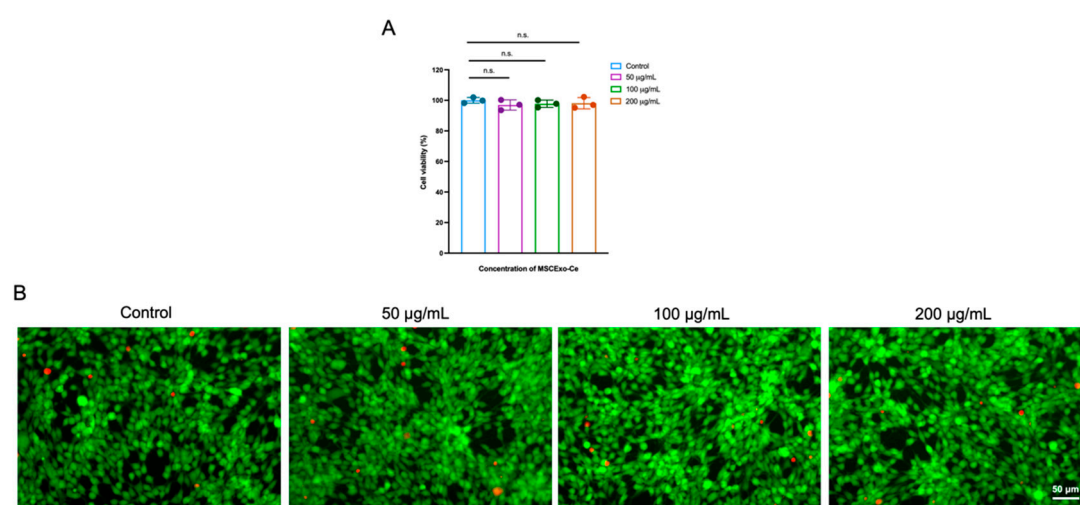 A
n.s.
n.s.
n.s.
120
100
80
60
40
20
0
Cell viability (%)
Concentration of MSCExo-Ce
Control
50 μg/mL
100 μg/mL
200 μg/mL
B
Control
50 μg/mL
100 μg/mL
200 μg/mL
50 μm